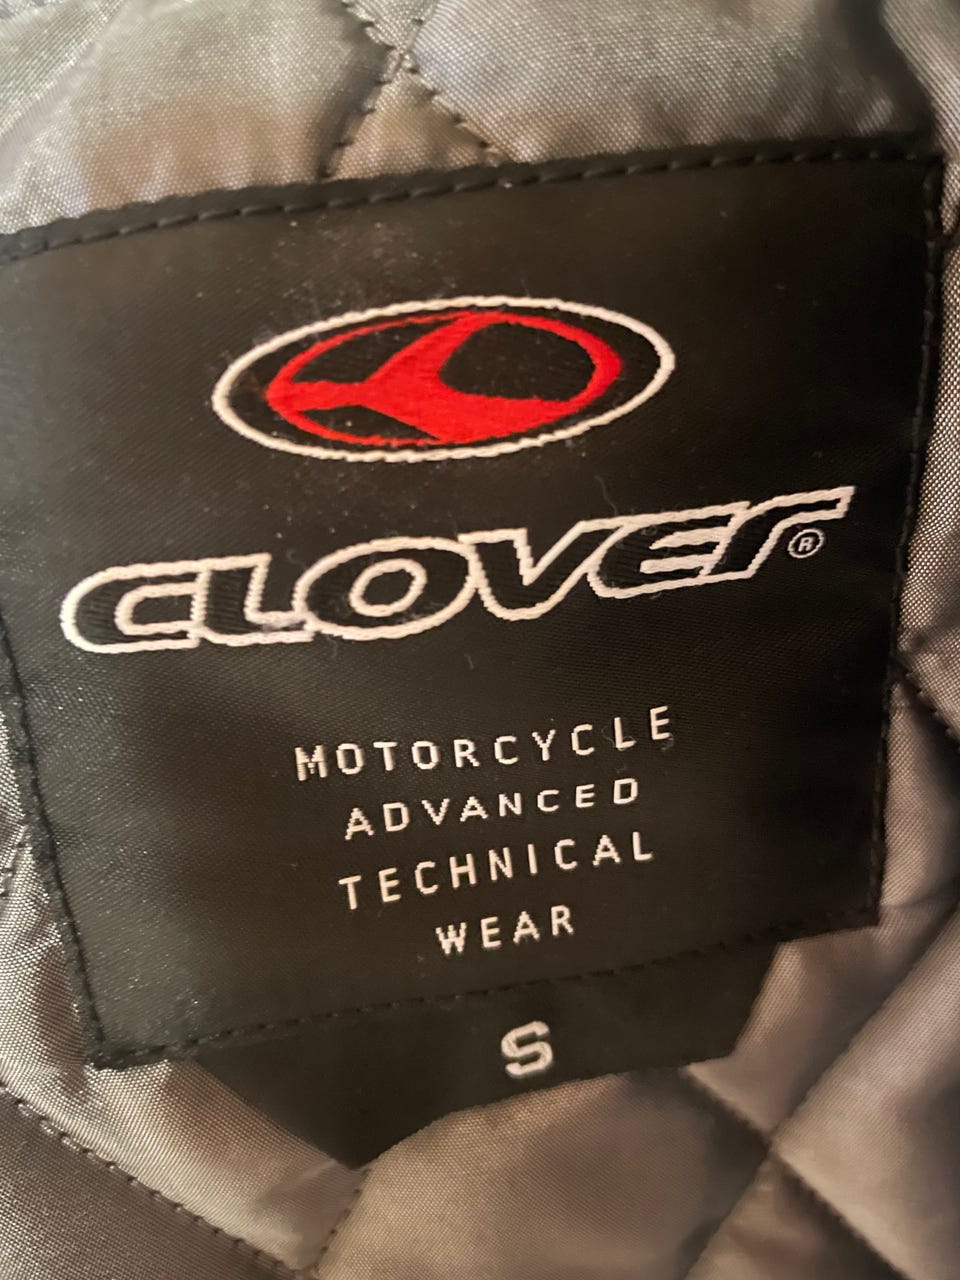 CLOVER®
MOTORCYCLE
ADVANCED
TECHNICAL
WEAR
S